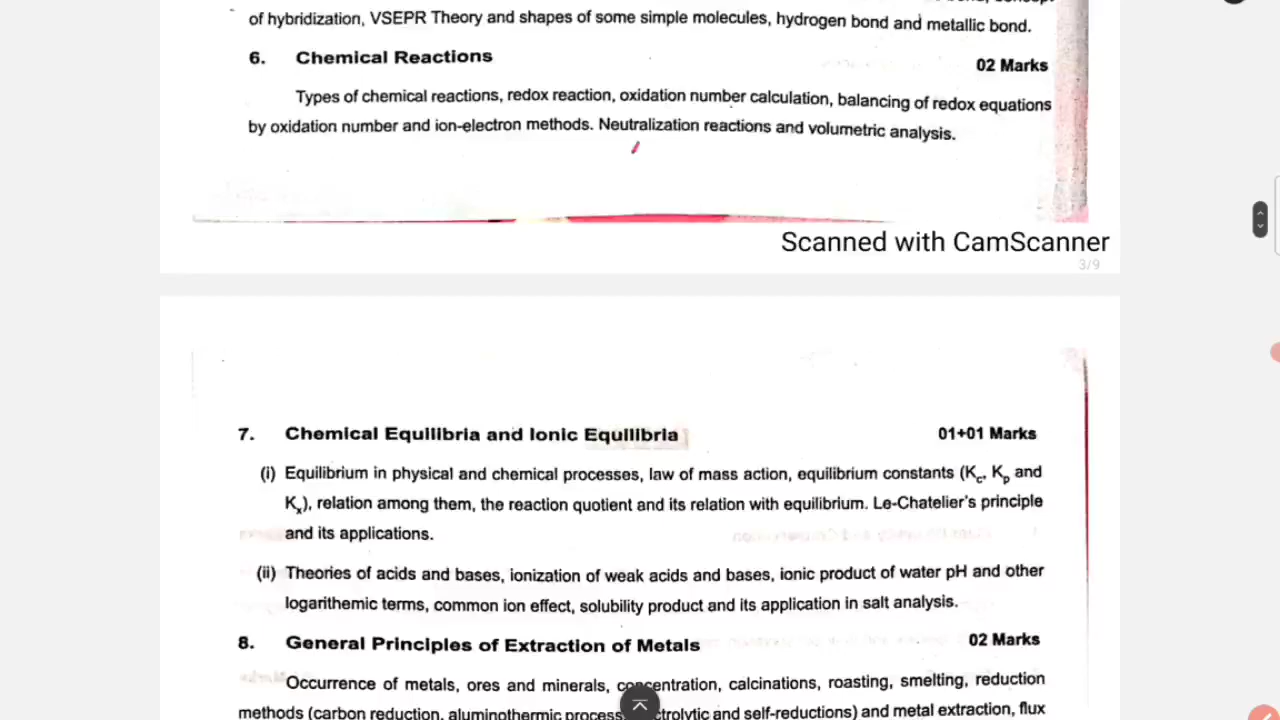 of hybridization, VSEPR Theory and shapes of some simple molecules, hydrogen bond and metallic bond.
6. Chemical Reactions 02 Marks
Types of chemical reactions, redox reaction, oxidation number calculation, balancing of redox equations
by oxidation number and ion-electron methods. Neutralization reactions and volumetric analysis.
Scanned with CamScanner
3/9
7. Chemical Equilibria and Ionic Equilibria 01+01 Marks
(i) Equilibrium in physical and chemical processes, law of mass action, equilibrium constants (Kc, Kp and
Kx), relation among them, the reaction quotient and its relation with equilibrium. Le-Chatelier's principle
and its applications.
(ii) Theories of acids and bases, ionization of weak acids and bases, ionic product of water pH and other
logarithemic terms, common ion effect, solubility product and its application in salt analysis.
8. General Principles of Extraction of Metals 02 Marks
Occurrence of metals, ores and minerals, concentration, calcinations, roasting, smelting, reduction
methods (carbon reduction, aluminothermic process, and self-reductions) and metal extraction, flux